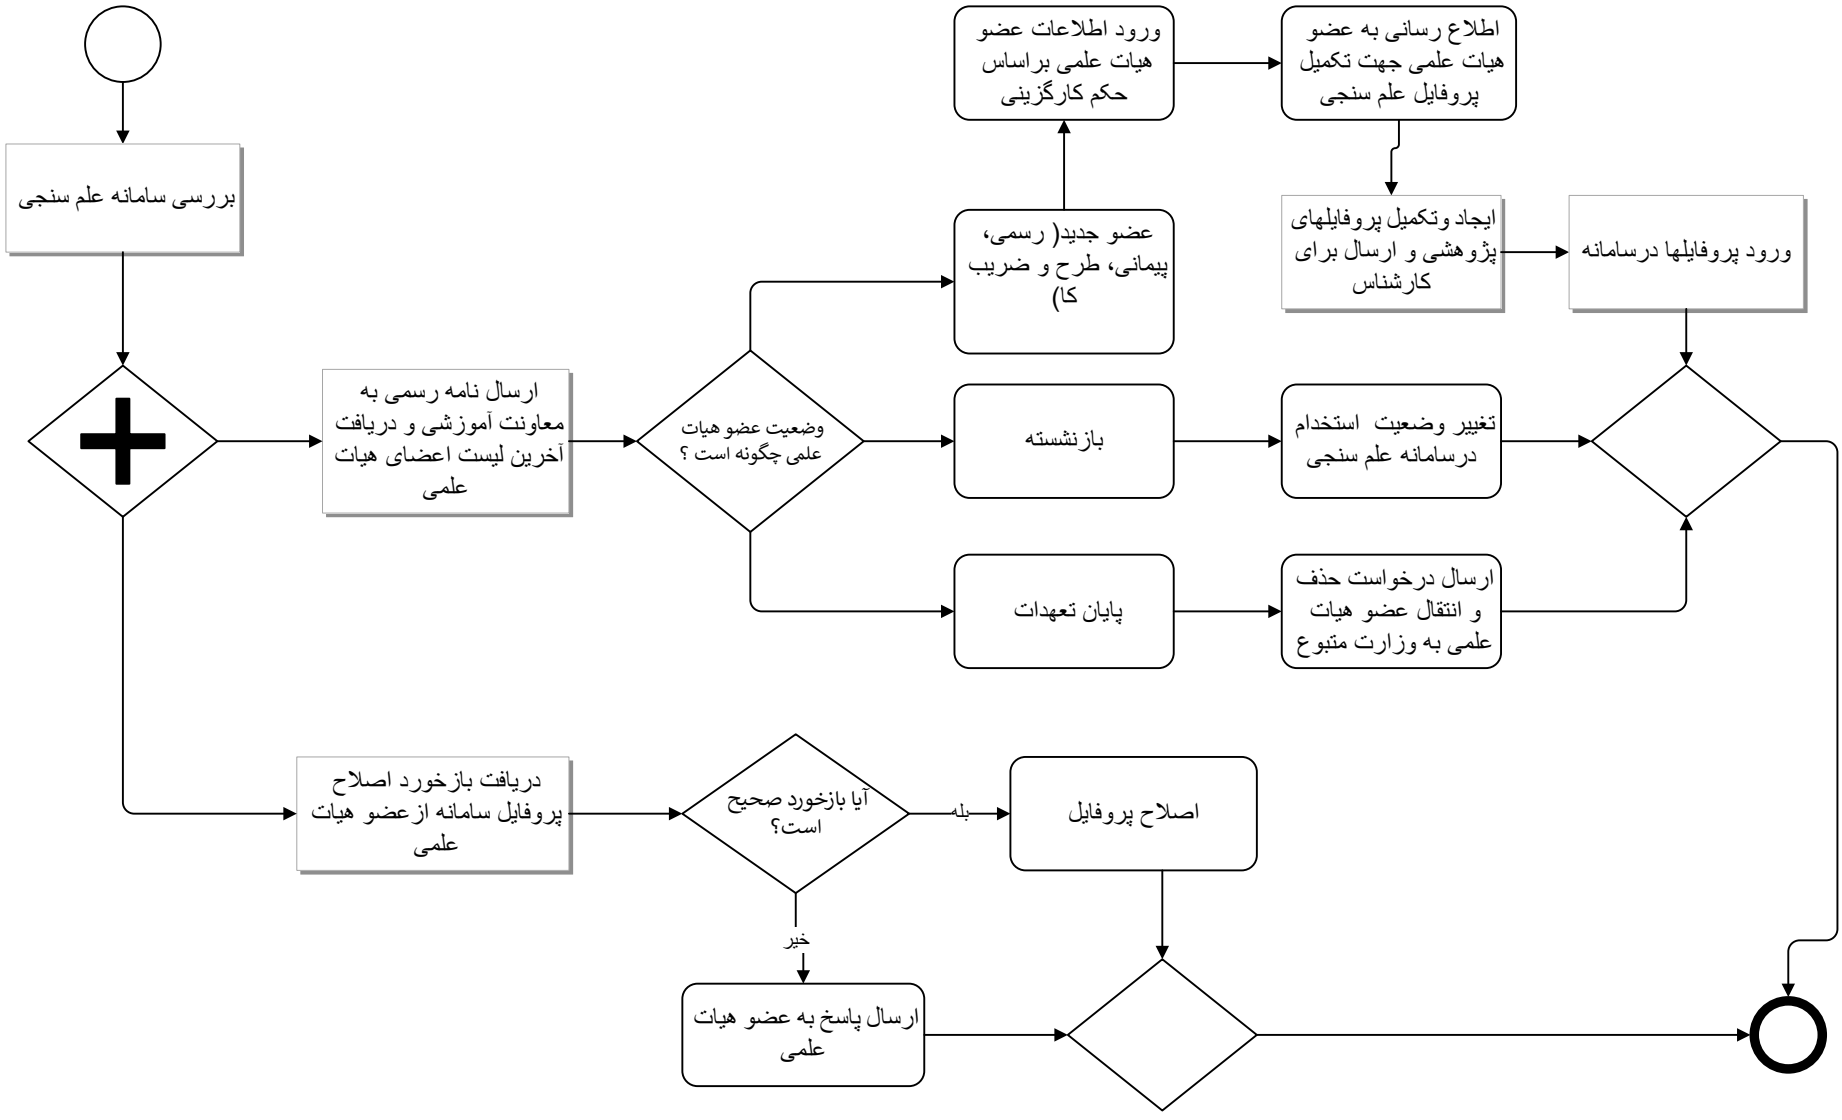 بررسی سامانه علم سنجی
ارسال نامه رسمی به
معاونت آموزشی و دریافت
آخرین لیست اعضای هیات
علمی
وضعیت عضو هیات
علمی چگونه است ؟
عضو جدید( رسمی،
پیمانی، طرح و ضریب
کا)
ورود اطلاعات عضو
هیات علمی براساس
حکم کارگزینی
اطلاع رسانی به عضو
هیات علمی جهت تکمیل
پروفایل علم سنجی
ایجاد وتکمیل پروفایلهای
پژوهشی و ارسال برای
کارشناس
ورود پروفایلها درسامانه
بازنشسته
تغییر وضعیت استخدام
درسامانه علم سنجی
پایان تعهدات
ارسال درخواست حذف
و انتقال عضو هیات
علمی به وزارت متبوع
دریافت بازخورد اصلاح
پروفایل سامانه ازعضو هیات
علمی
آیا بازخورد صحیح
است؟
بله
اصلاح پروفایل
خیر
ارسال پاسخ به عضو هیات
علمی